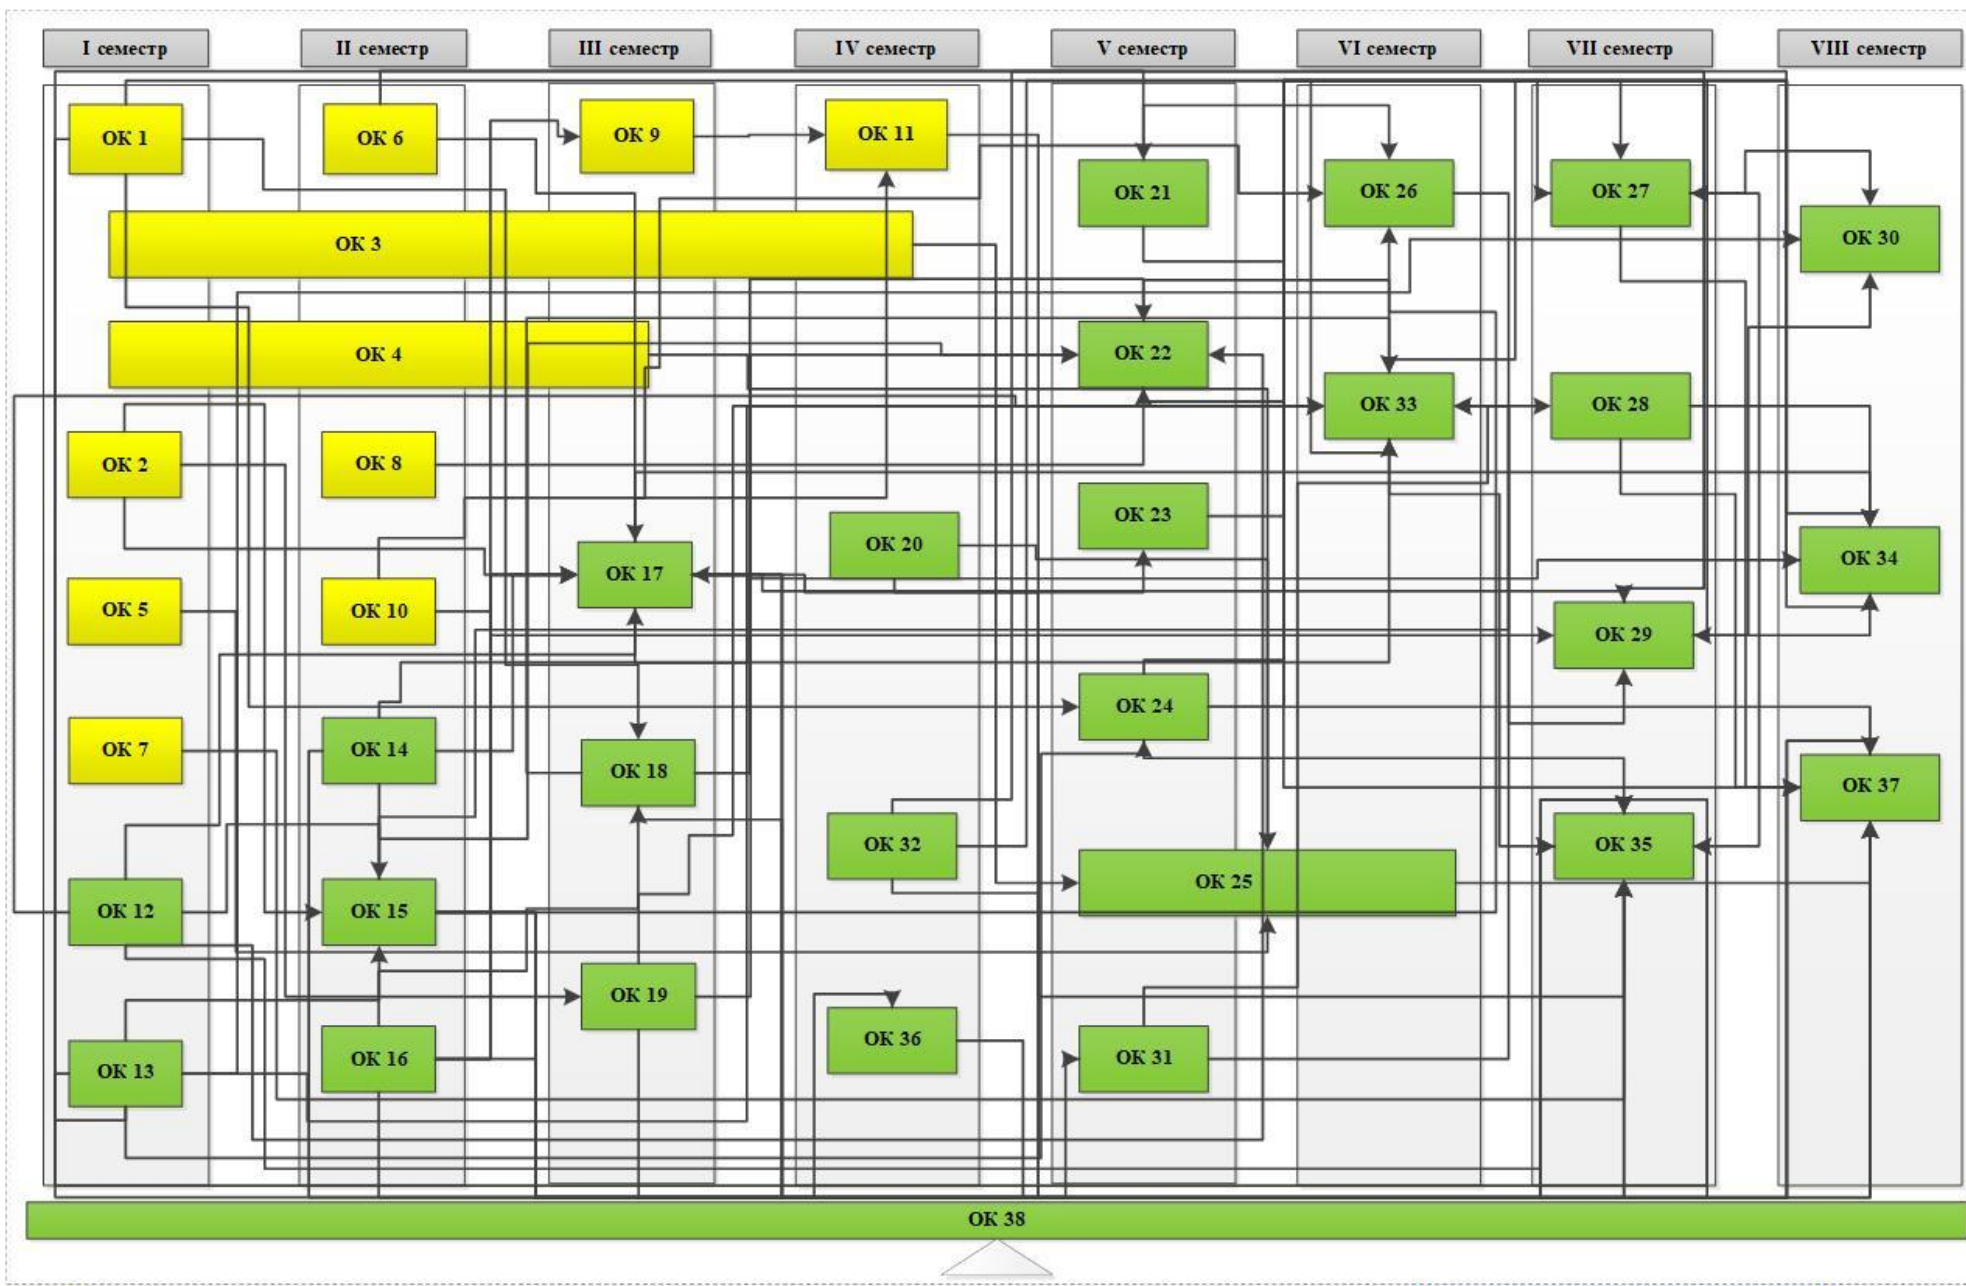 I семестр
II семестр
III семестр
IV семестр
V семестр
VI семестр
VII семестр
VIII семестр
ОК 1
ОК 6
ОК 9
ОК 11
ОК 21
ОК 26
ОК 27
ОК 30
ОК 3
ОК 4
ОК 22
ОК 33
ОК 28
ОК 2
ОК 8
ОК 23
ОК 20
ОК 17
ОК 34
ОК 5
ОК 10
ОК 29
ОК 24
ОК 7
ОК 14
ОК 18
ОК 37
ОК 32
ОК 35
ОК 25
ОК 12
ОК 15
ОК 19
ОК 36
ОК 13
ОК 16
ОК 31
ОК 38